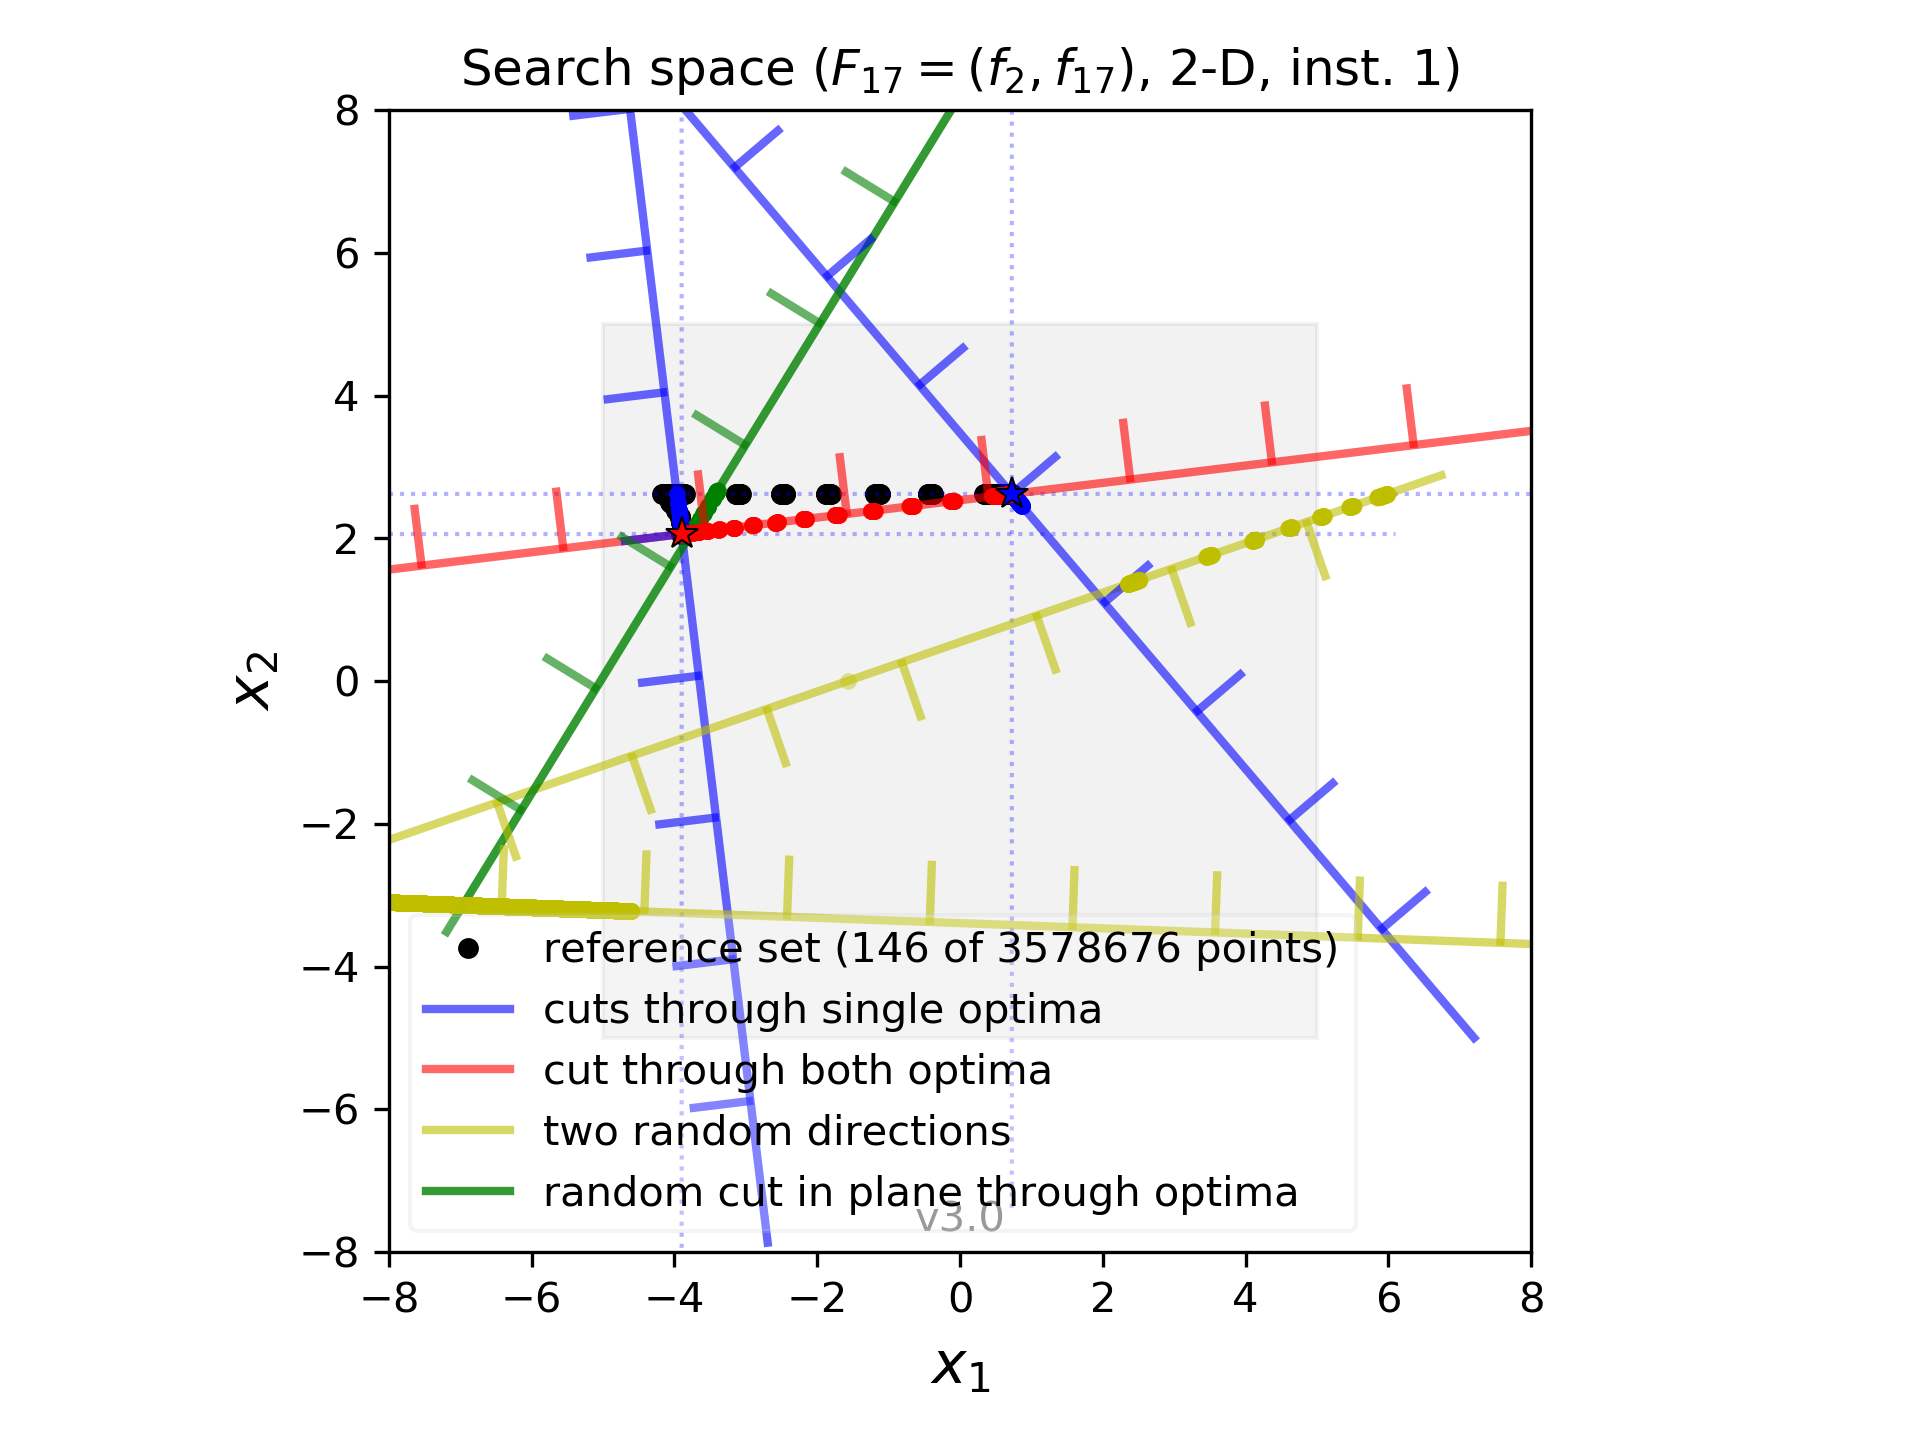 Search space (F₁₇ = (f₂, f₁₇), 2-D, inst. 1)
8
6
4
2
0
−2
−4
−6
−8
x₂
reference set (146 of 3578676 points)
cuts through single optima
cut through both optima
two random directions
random cut in plane through optima
v3.0
−8 −6 −4 −2 0 2 4 6 8
x₁